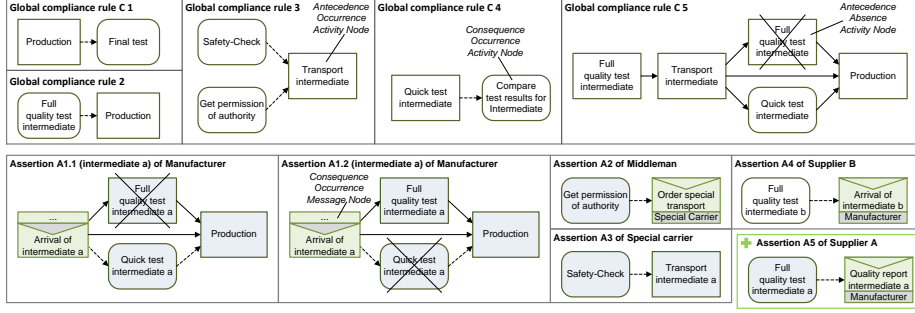 Global compliance rule C 1
Production
Final test
Global compliance rule 2
Full
quality test
intermediate
Production
Global compliance rule 3
Antecedence
Occurrence
Activity Node
Safety-Check
Get permission
of authority
Transport
intermediate
Global compliance rule C 4
Consequence
Occurrence
Activity Node
Quick test
intermediate
Compare
test results for
Intermediate
Global compliance rule C 5
Antecedence
Absence
Activity Node
Full
quality test
intermediate
Transport
intermediate
Full
quality test
intermediate
Quick test
intermediate
Production
Assertion A1.1 (intermediate a) of Manufacturer
...
Arrival of
intermediate a
Full
quality test
intermediate a
Quick test
intermediate a
Production
Assertion A1.2 (intermediate a) of Manufacturer
Consequence
Occurrence
Message Node
...
Arrival of
intermediate a
Full
quality test
intermediate a
Quick test
intermediate a
Production
Assertion A2 of Middleman
Get permission
of authority
Order special
transport
Special Carrier
Assertion A3 of Special carrier
Safety-Check
Transport
intermediate a
Assertion A4 of Supplier B
Full
quality test
intermediate b
Arrival of
intermediate b
Manufacturer
Assertion A5 of Supplier A
Full
quality test
intermediate a
Quality report
intermediate a
Manufacturer